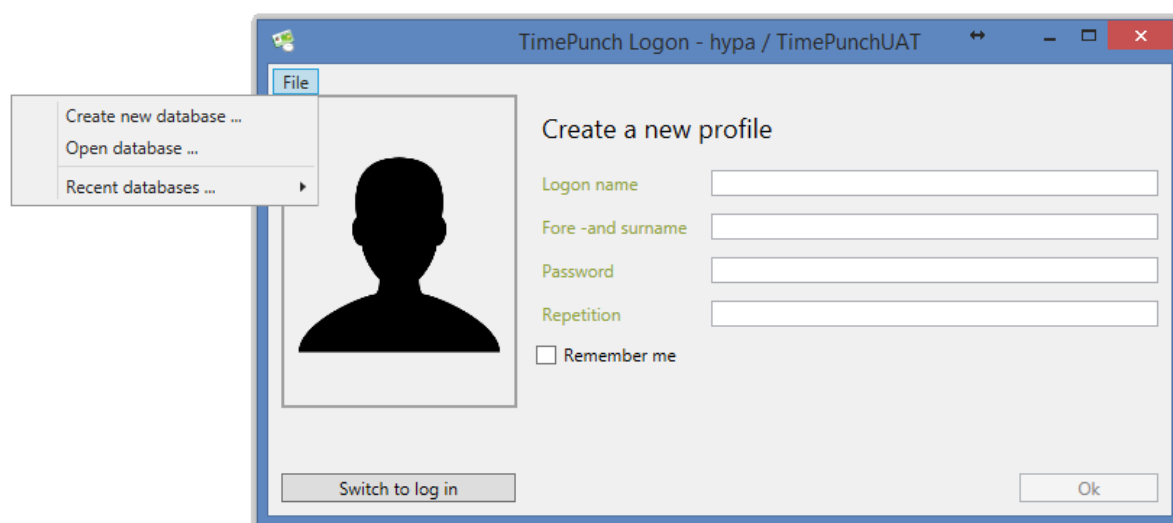 TimePunch Logon - hypa / TimePunchUAT
File
Create new database ...
Open database ...
Recent databases ...
Create a new profile
Logon name
Fore -and surname
Password
Repetition
Remember me
Switch to log in
Ok